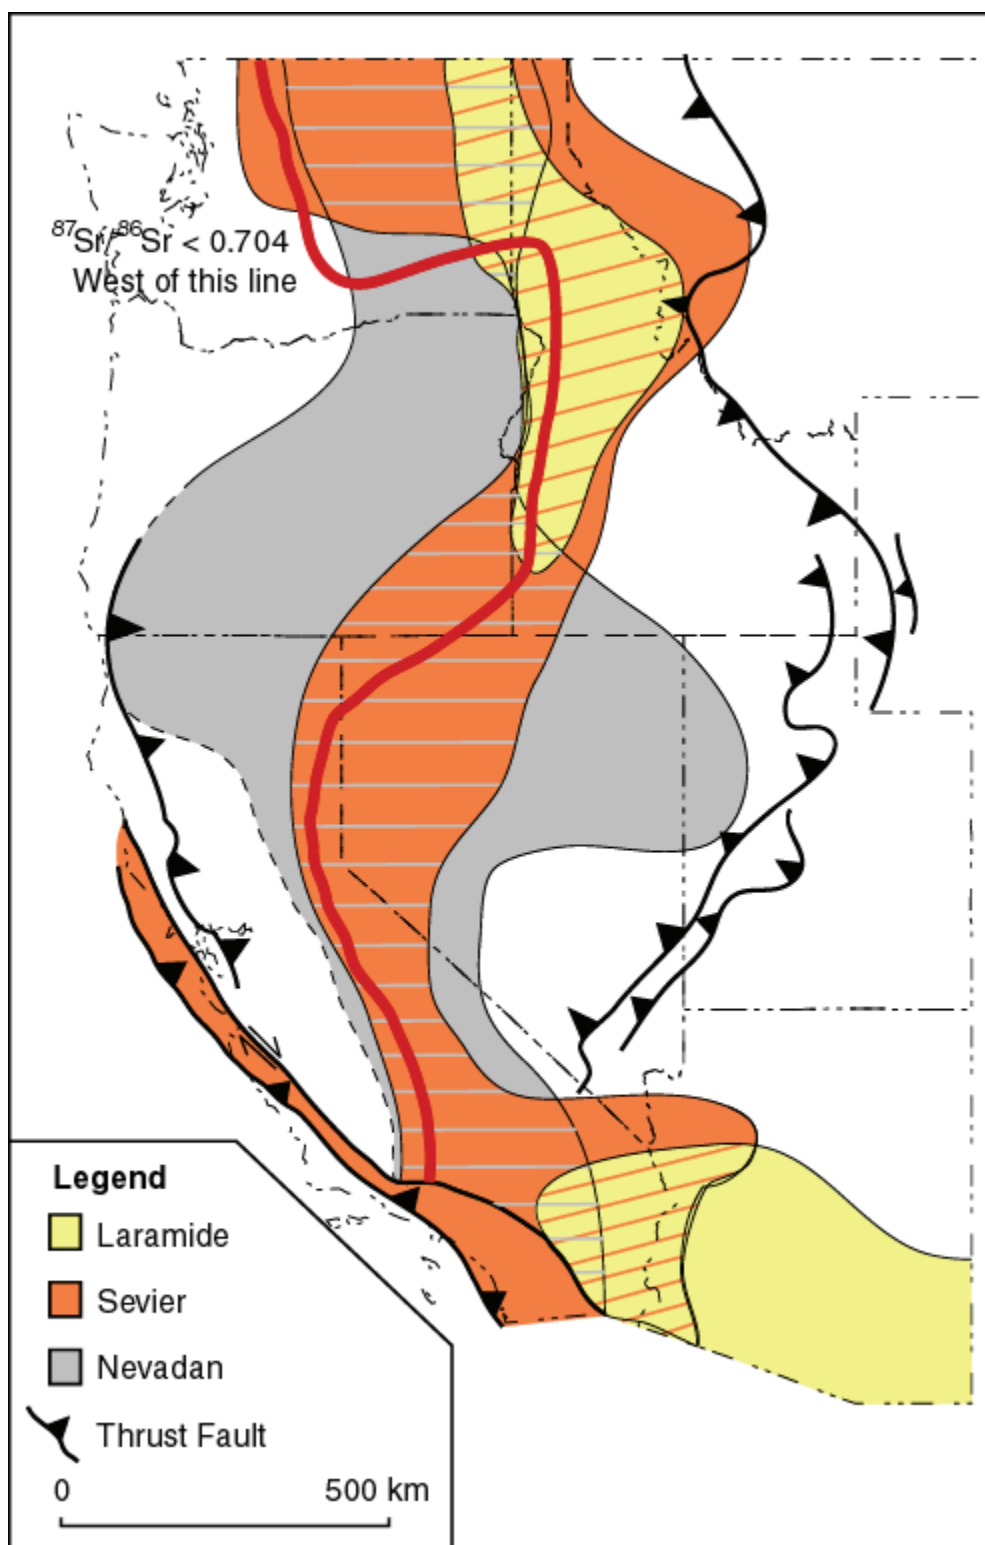 ⁸⁷Sr/⁸⁶Sr < 0.704
West of this line
Legend
Laramide
Sevier
Nevadan
Thrust Fault
0 500 km